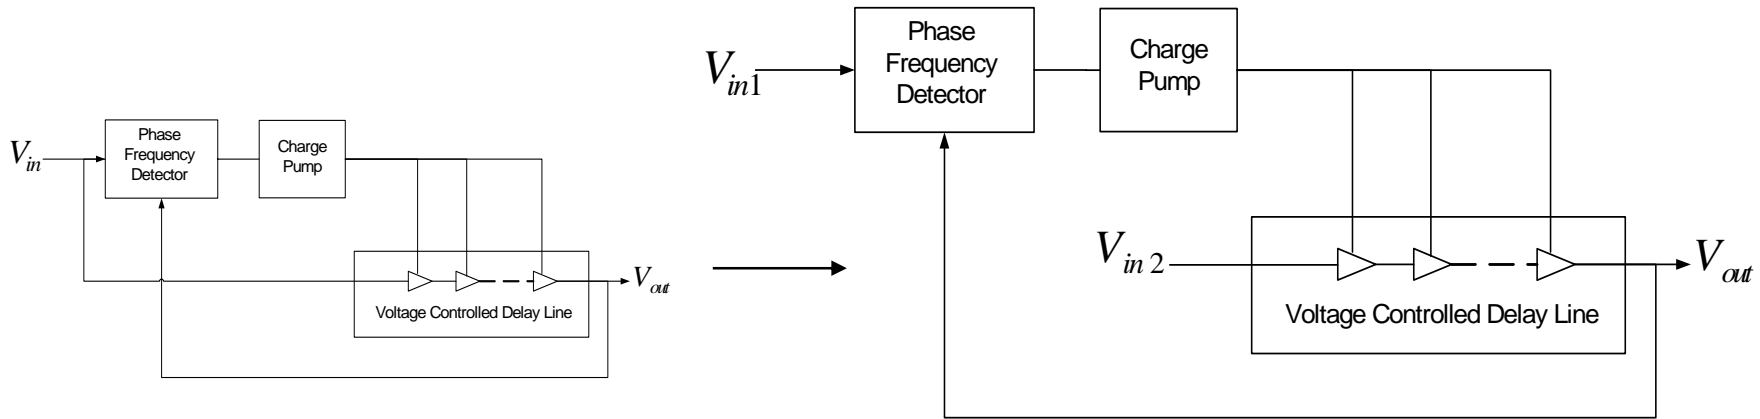 V_in
Phase
Frequency
Detector
Charge
Pump
V_out
Voltage Controlled Delay Line
V_in1
Phase
Frequency
Detector
Charge
Pump
V_in2
V_out
Voltage Controlled Delay Line